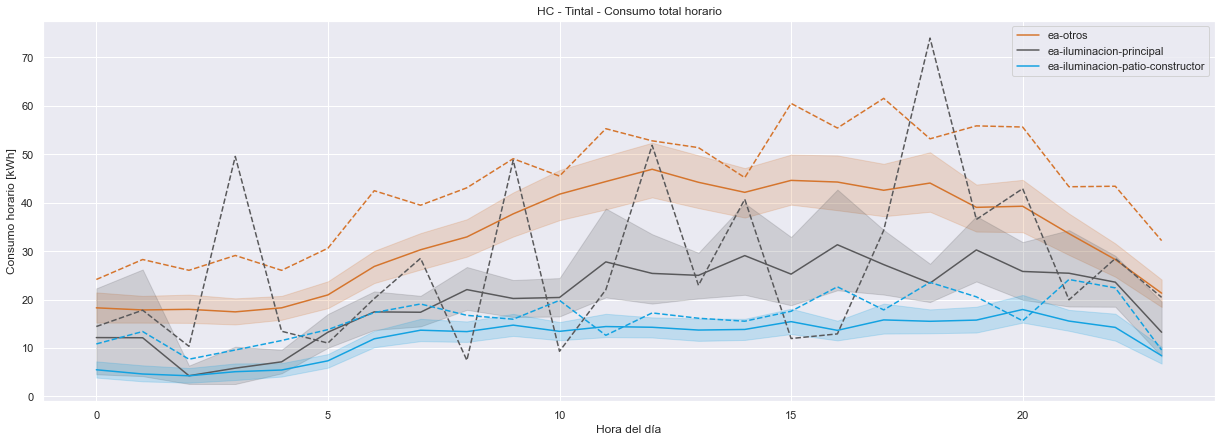 HC - Tintal - Consumo total horario
ea-otros
ea-iluminacion-principal
ea-iluminacion-patio-constructor
Consumo horario [kWh]
70
60
50
40
30
20
10
0
0
5
10
15
20
Hora del día